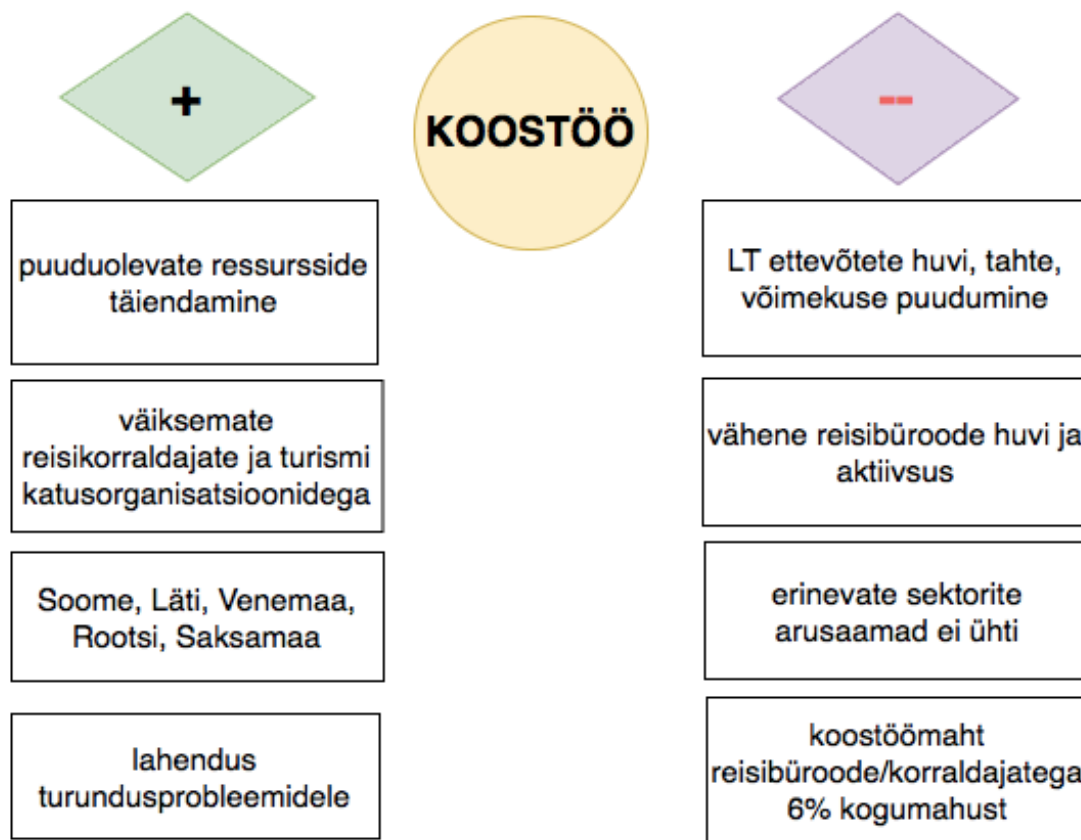 +
KOOSTÖÖ
--
puuduolevate ressursside
täiendamine
väiksemate
reisikorraldajate ja turismi
katusorganisatsioonidega
Soome, Läti, Venemaa,
Rootsi, Saksamaa
lahendus
turundusprobleemidele
LT ettevõtete huvi, tahte,
võimekuse puudumine
vähene reisibüroode huvi ja
aktiivsus
erinevate sektorite
arusaamad ei ühti
koostöömaht
reisibüroode/korraldajatega
6% kogumahust